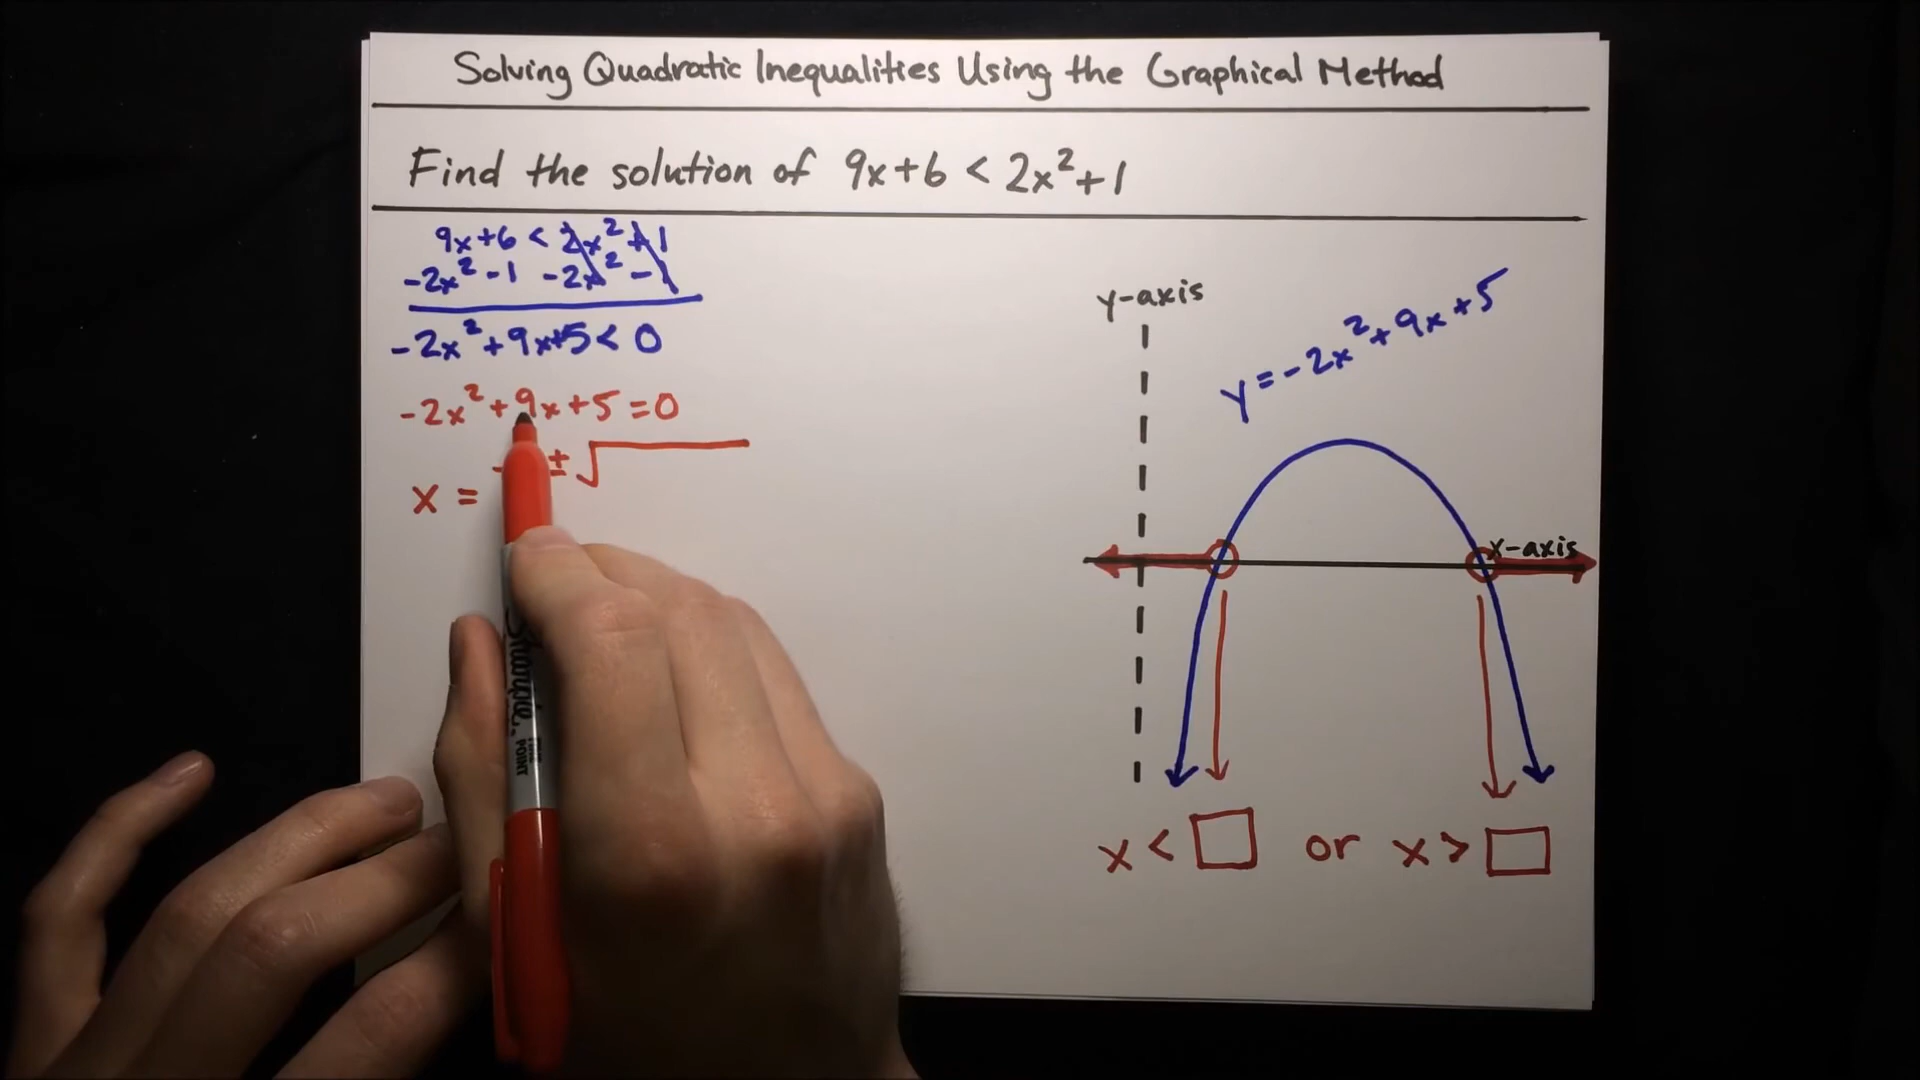 Solving Quadratic Inequalities Using the Graphical Method
Find the solution of 9x+6 < 2x²+1
9x+6 < 2x²+1
-2x²-1 -2x²-1
-2x²+9x+5<0
-2x²+9x+5=0
x = - ± √
Sharpie
FINE
POINT
y-axis
y=-2x²+9x+5
x-axis
x < □ or x > □